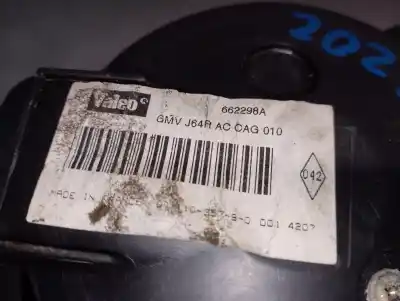 202
Valeo
662298A
GMV J64R AC CAG 010
042
MADE IN 001 4207